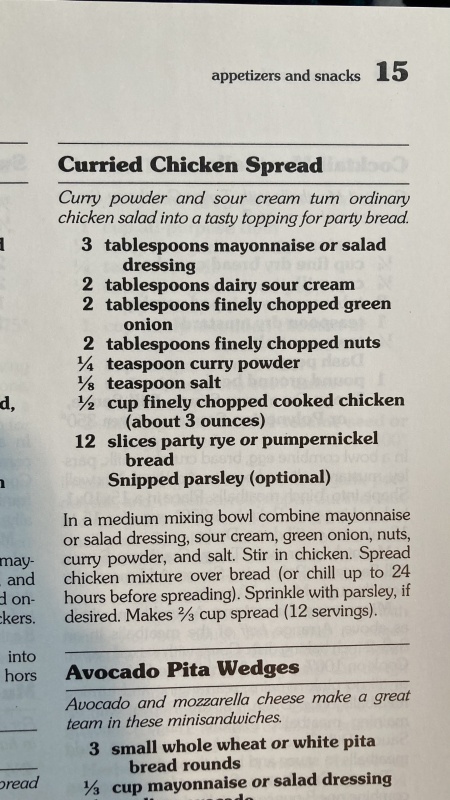 appetizers and snacks 15
Curried Chicken Spread
Curry powder and sour cream turn ordinary
chicken salad into a tasty topping for party bread.
3 tablespoons mayonnaise or salad
dressing
2 tablespoons dairy sour cream
2 tablespoons finely chopped green
onion
2 tablespoons finely chopped nuts
¼ teaspoon curry powder
⅛ teaspoon salt
½ cup finely chopped cooked chicken
(about 3 ounces)
12 slices party rye or pumpernickel
bread
Snipped parsley (optional)
In a medium mixing bowl combine mayonnaise
or salad dressing, sour cream, green onion, nuts,
curry powder, and salt. Stir in chicken. Spread
chicken mixture over bread (or chill up to 24
hours before spreading). Sprinkle with parsley, if
desired. Makes ⅔ cup spread (12 servings).
Avocado Pita Wedges
Avocado and mozzarella cheese make a great
team in these minisandwiches.
3 small whole wheat or white pita
bread rounds
⅓ cup mayonnaise or salad dressing
may-
and
into
hors